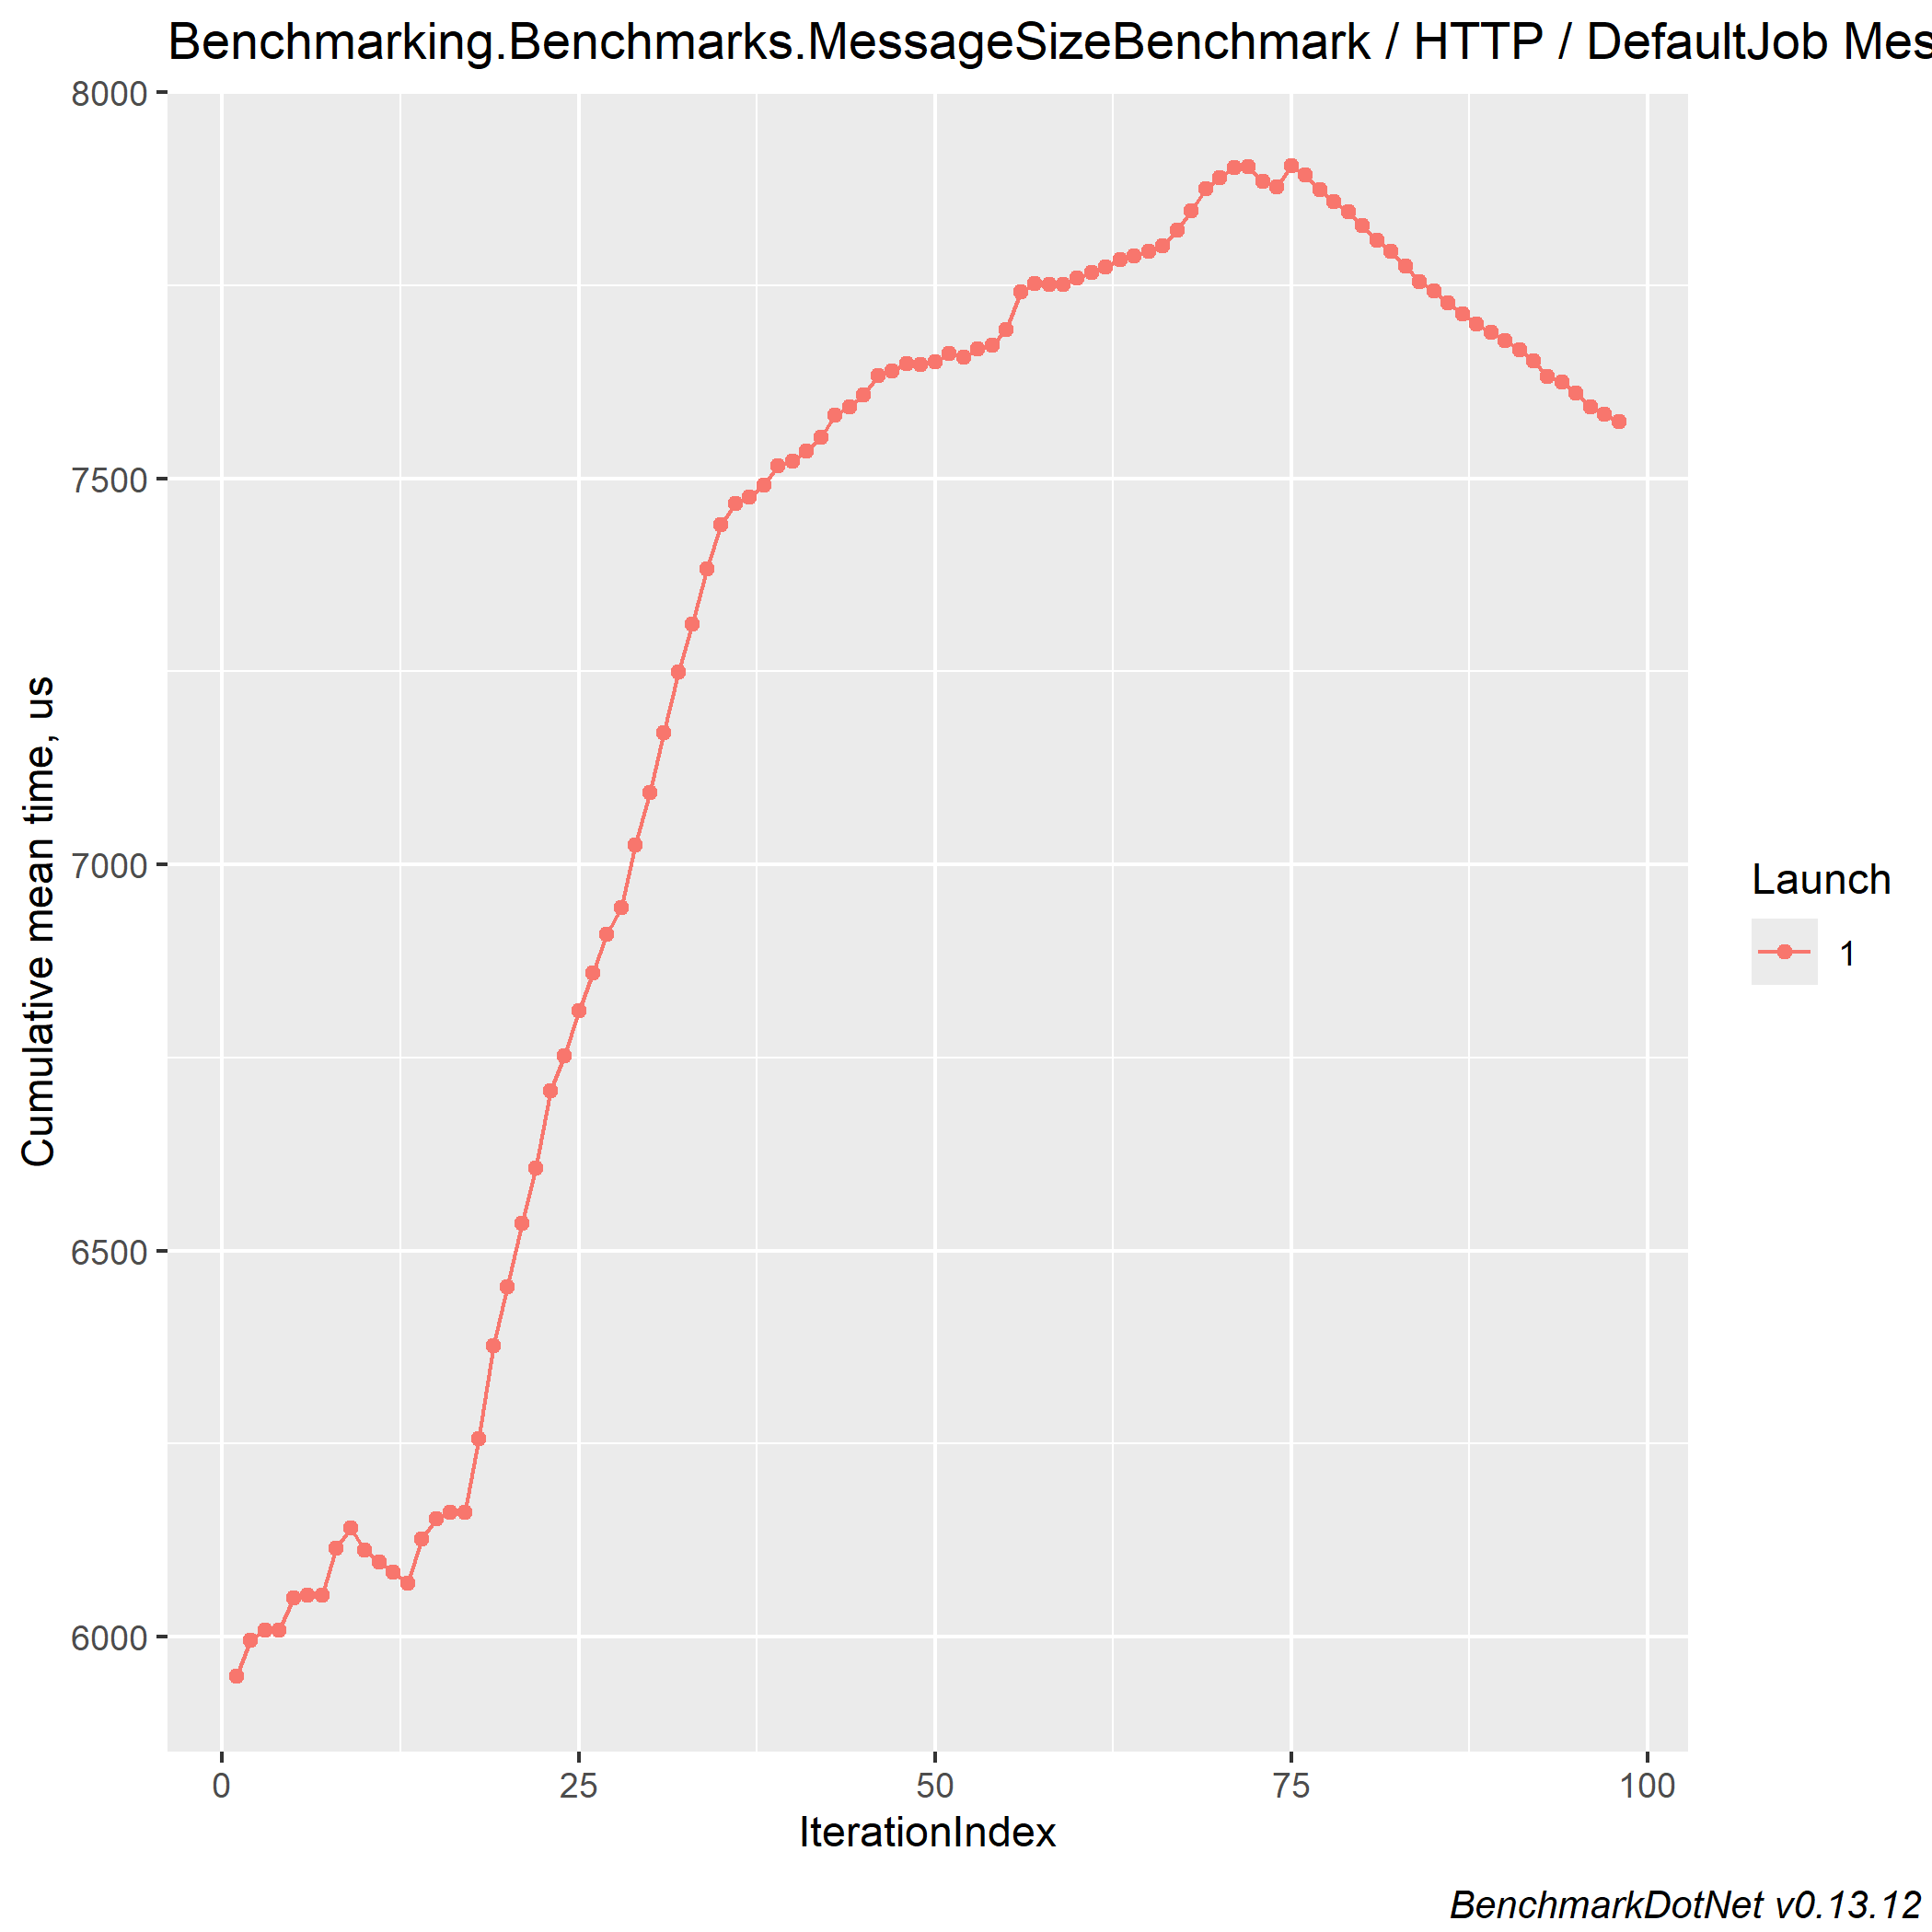 Benchmarking.Benchmarks.MessageSizeBenchmark / HTTP / DefaultJob Mes
8000
7500
7000
6500
6000
Cumulative mean time, us
0 25 50 75 100
IterationIndex
Launch
1
BenchmarkDotNet v0.13.12